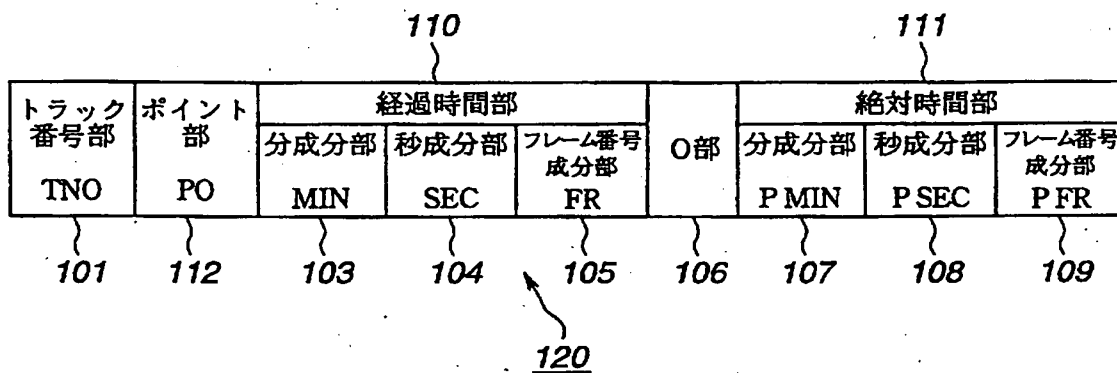 110
111
トラック
番号部
TNO
ポイント
部
PO
経過時間部
分成分部
MIN
秒成分部
SEC
フレーム番号
成分部
FR
O部
絶対時間部
分成分部
P MIN
秒成分部
P SEC
フレーム番号
成分部
P FR
101
112
103
104
105
106
107
108
109
120